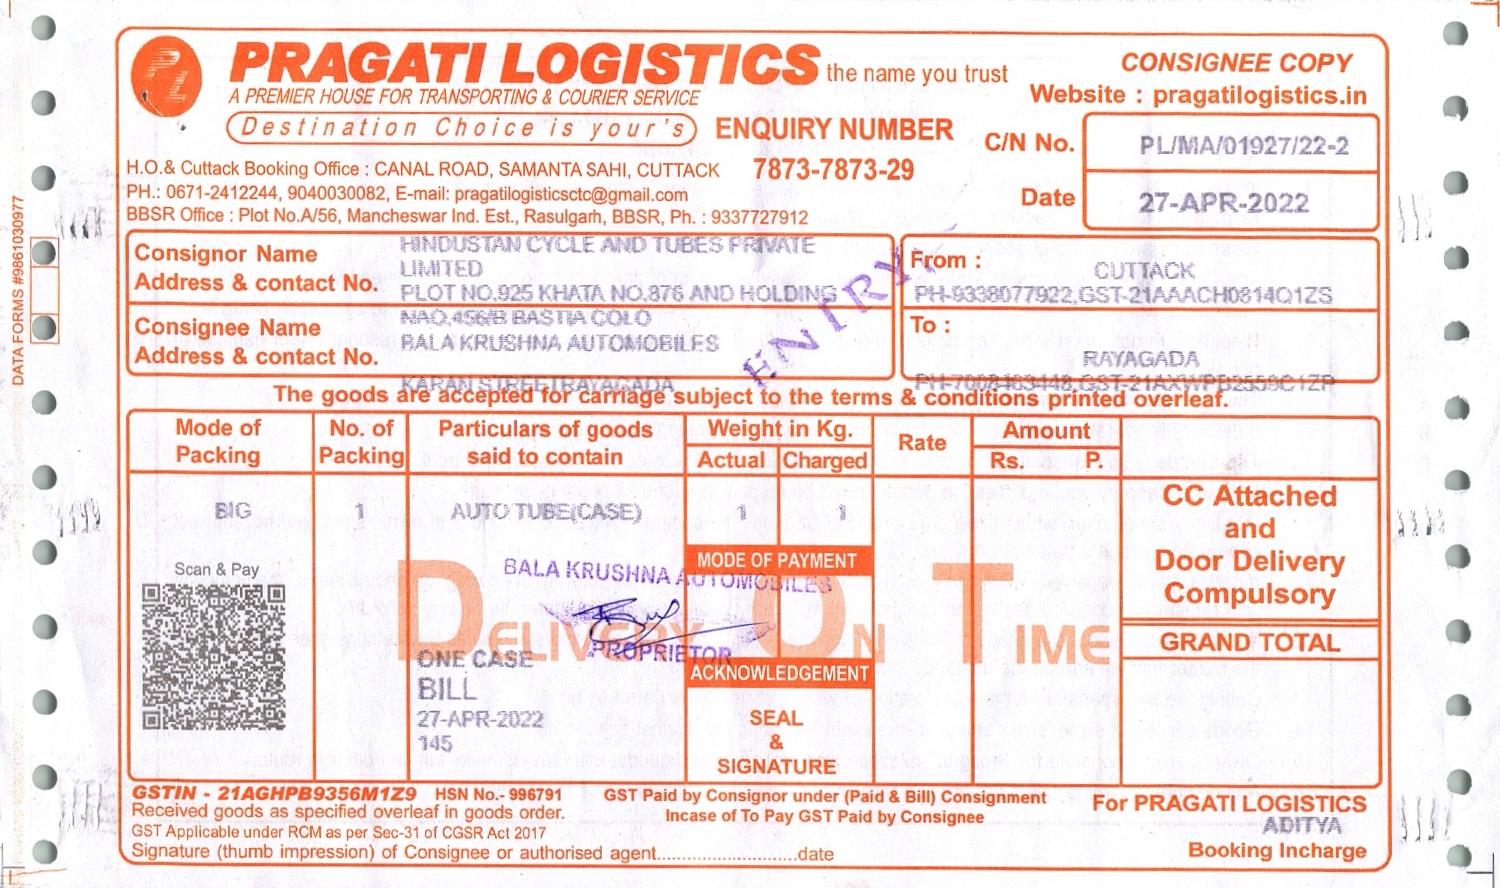 PL
PRAGATI LOGISTICS the name you trust
CONSIGNEE COPY
A PREMIER HOUSE FOR TRANSPORTING & COURIER SERVICE
Website : pragatilogistics.in
Destination Choice is your's
ENQUIRY NUMBER
7873-7873-29
C/N No. PL/MA/01927/22-2
Date 27-APR-2022
H.O.& Cuttack Booking Office : CANAL ROAD, SAMANTA SAHI, CUTTACK
PH.: 0671-2412244, 9040030082, E-mail: pragatilogisticsctc@gmail.com
BBSR Office : Plot No.A/56, Mancheswar Ind. Est., Rasulgarh, BBSR, Ph. : 9337727912
DATA FORMS #9861030977
Consignor Name
Address & contact No.
HINDUSTAN CYCLE AND TUBES PRIVATE
LIMITED
PLOT NO.925 KHATA NO.876 AND HOLDING
NAO.456/B BASTIA COLO
From :
CUTTACK
PH-9338077922,GST-21AAACH0814Q1ZS
Consignee Name
Address & contact No.
BALA KRUSHNA AUTOMOBILES
KARAN STREETRAYAGADA
To :
RAYAGADA
ENTRY
The goods are accepted for carriage subject to the terms & conditions printed overleaf.
Mode of Packing
No. of Packing
Particulars of goods said to contain
Weight in Kg.
Actual Charged
Rate
Amount
Rs. P.
BIG 1 AUTO TUBE(CASE) 1 1
CC Attached
and
Door Delivery
Compulsory
GRAND TOTAL
Scan & Pay
MODE OF PAYMENT
BALA KRUSHNA AUTOMOBILES
PROPRIETOR
DELIVERY ON TIME
ONE CASE
BILL
27-APR-2022
145
ACKNOWLEDGEMENT
SEAL
&
SIGNATURE
GSTIN - 21AGHPB9356M1Z9 HSN No.- 996791
Received goods as specified overleaf in goods order.
GST Applicable under RCM as per Sec-31 of CGSR Act 2017
Signature (thumb impression) of Consignee or authorised agent........................date
GST Paid by Consignor under (Paid & Bill) Consignment
Incase of To Pay GST Paid by Consignee
For PRAGATI LOGISTICS
ADITYA
Booking Incharge